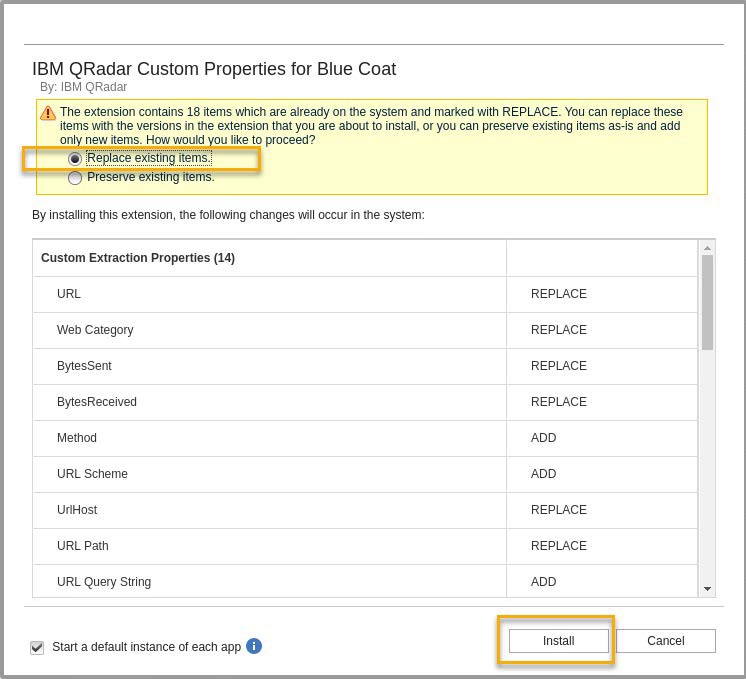 IBM QRadar Custom Properties for Blue Coat
By: IBM QRadar
The extension contains 18 items which are already on the system and marked with REPLACE. You can replace these
items with the versions in the extension that you are about to install, or you can preserve existing items as-is and add
only new items. How would you like to proceed?
Replace existing items.
Preserve existing items.
By installing this extension, the following changes will occur in the system:
Custom Extraction Properties (14)
URL REPLACE
Web Category REPLACE
BytesSent REPLACE
BytesReceived REPLACE
Method ADD
URL Scheme ADD
UrlHost REPLACE
URL Path REPLACE
URL Query String ADD
Start a default instance of each app
Install Cancel